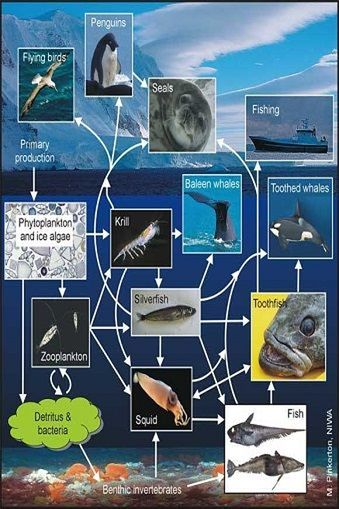 Penguins
Flying birds
Seals
Fishing
Primary
production
Baleen whales
Toothed whales
Phytoplankton
and ice algae
Krill
Silverfish
Toothfish
Zooplankton
Squid
Fish
Detritus &
bacteria
Benthic invertebrates
M. Pinkerton, NIWA